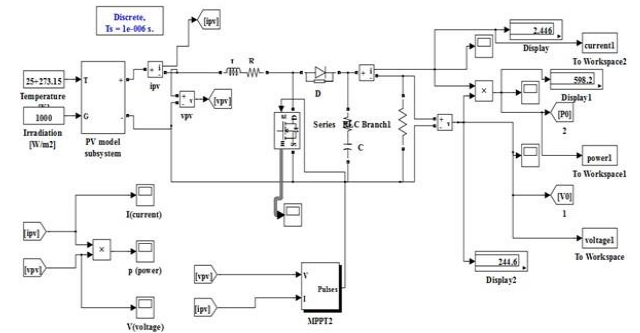 Discrete,
Ts = 1e-006 s.
[ipv]
2.446
Display
current1
To Workspace2
25+273.15
Temperature
T
+
-
G
1000
Irradiation
[W/m2]
PV model
subsystem
+ i
-
ipv
r
R
D
+ i
-
+ v
-
vpv
[vpv]
Series RLC Branch1
C
+ v
-
×
598.2
Display1
[P0]
2
power1
To Workspace1
[V0]
1
voltage1
To Workspace
244.6
Display2
I(current)
[ipv]
[vpv]
×
p (power)
V(voltage)
[vpv]
[ipv]
V
I
Pulses
MPPT2